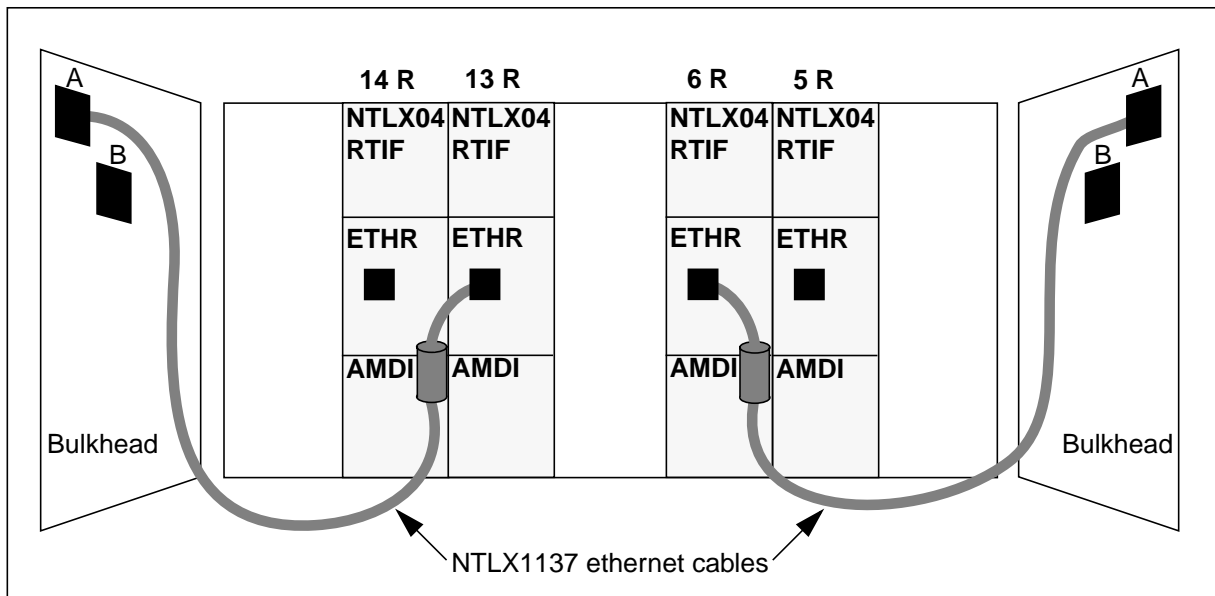 14 R 13 R 6 R 5 R
A A
NTLX04 NTLX04 NTLX04 NTLX04
RTIF RTIF RTIF RTIF
B B
ETHR ETHR ETHR ETHR
AMDI AMDI AMDI AMDI
Bulkhead Bulkhead
NTLX1137 ethernet cables